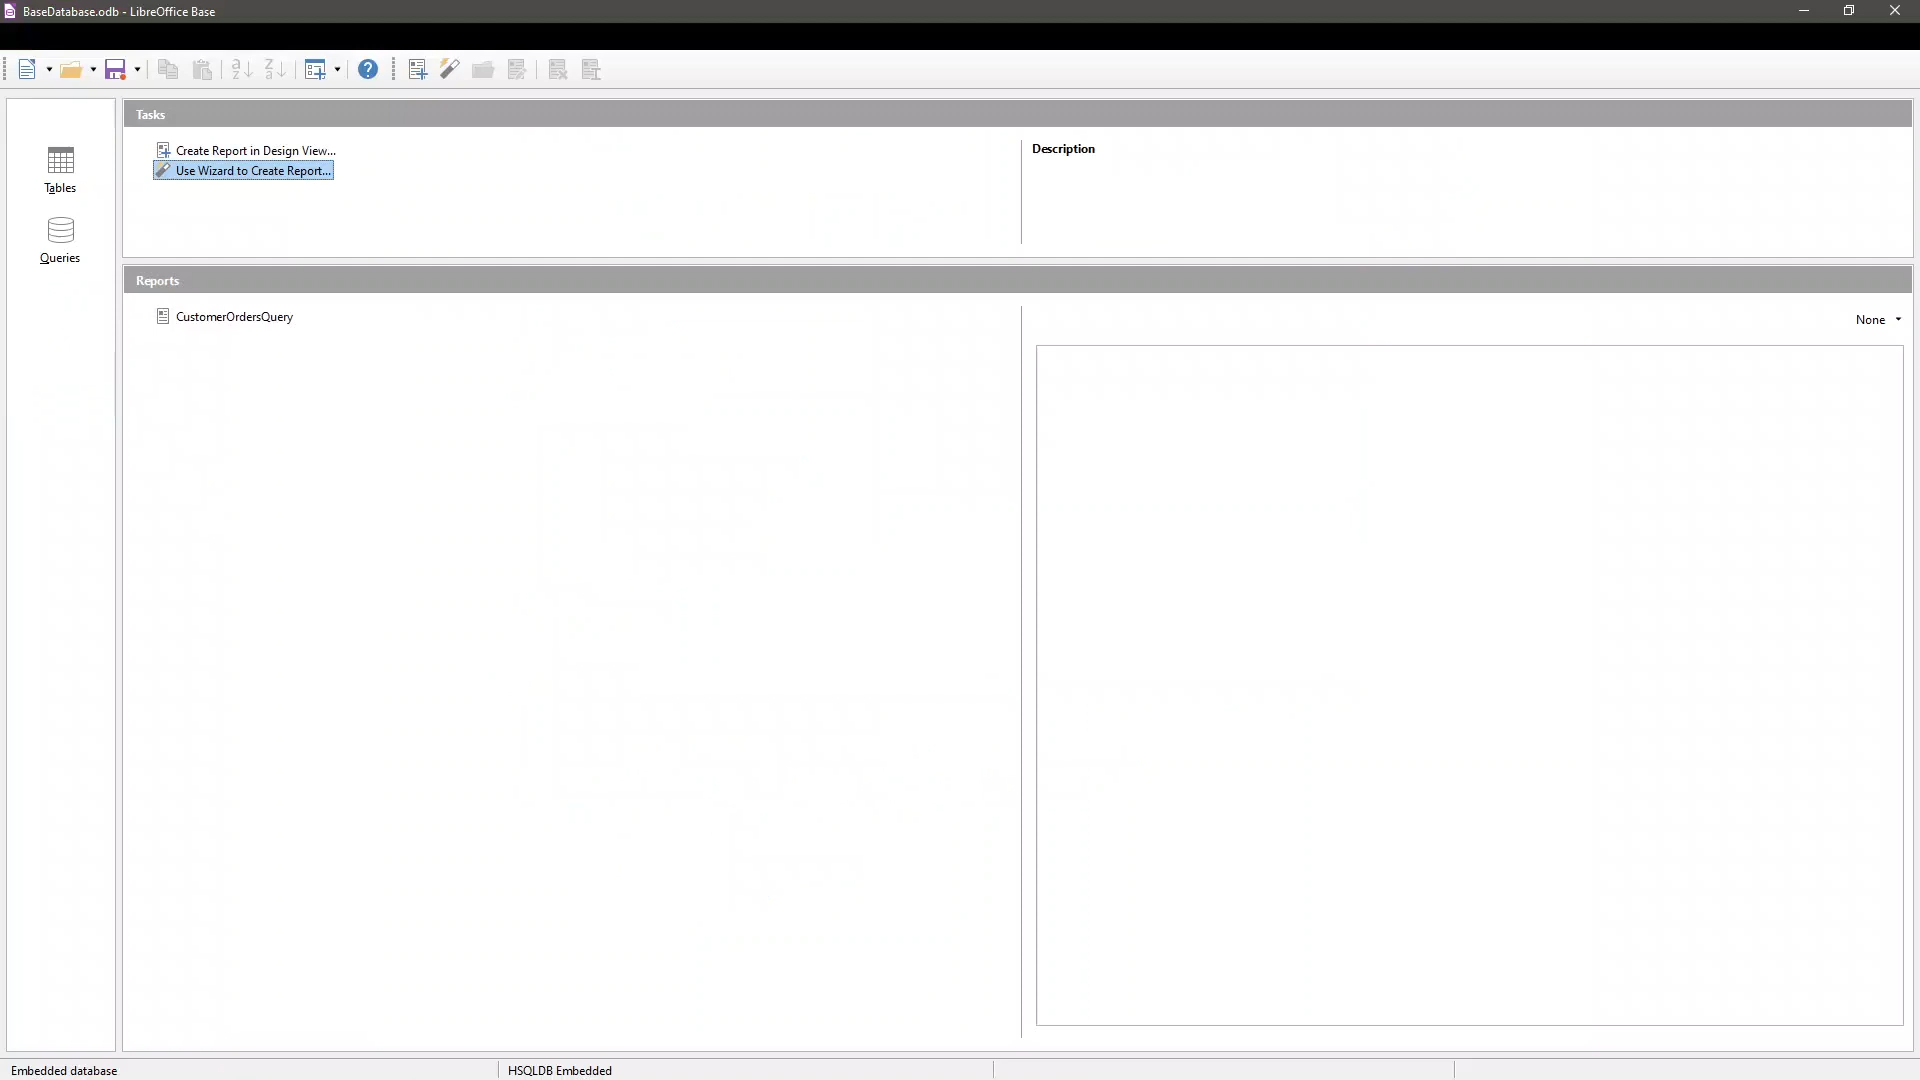 BaseDatabase.odb - LibreOffice Base
Tasks
Create Report in Design View...
Use Wizard to Create Report...
Description
Tables
Queries
Reports
CustomerOrdersQuery
None
Embedded database
HSQLDB Embedded